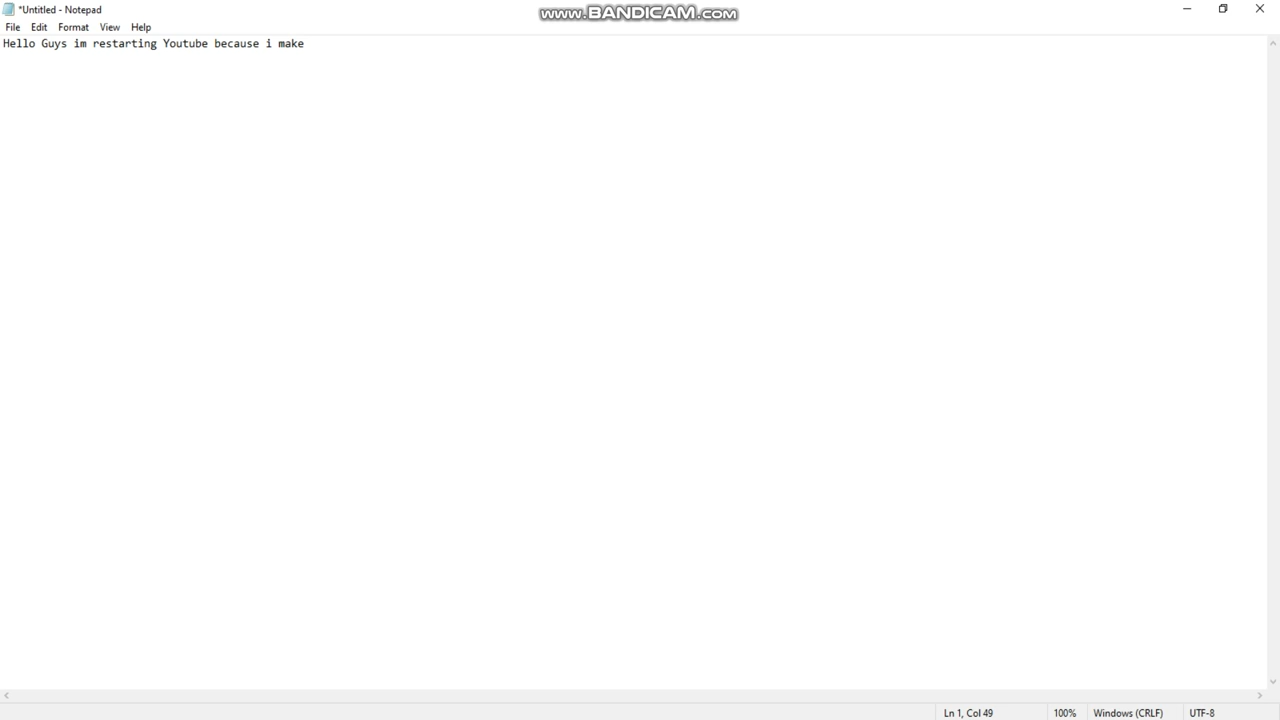 *Untitled - Notepad
www.BANDICAM.com
File Edit Format View Help
Hello Guys im restarting Youtube because i make
Ln 1, Col 49
100%
Windows (CRLF)
UTF-8